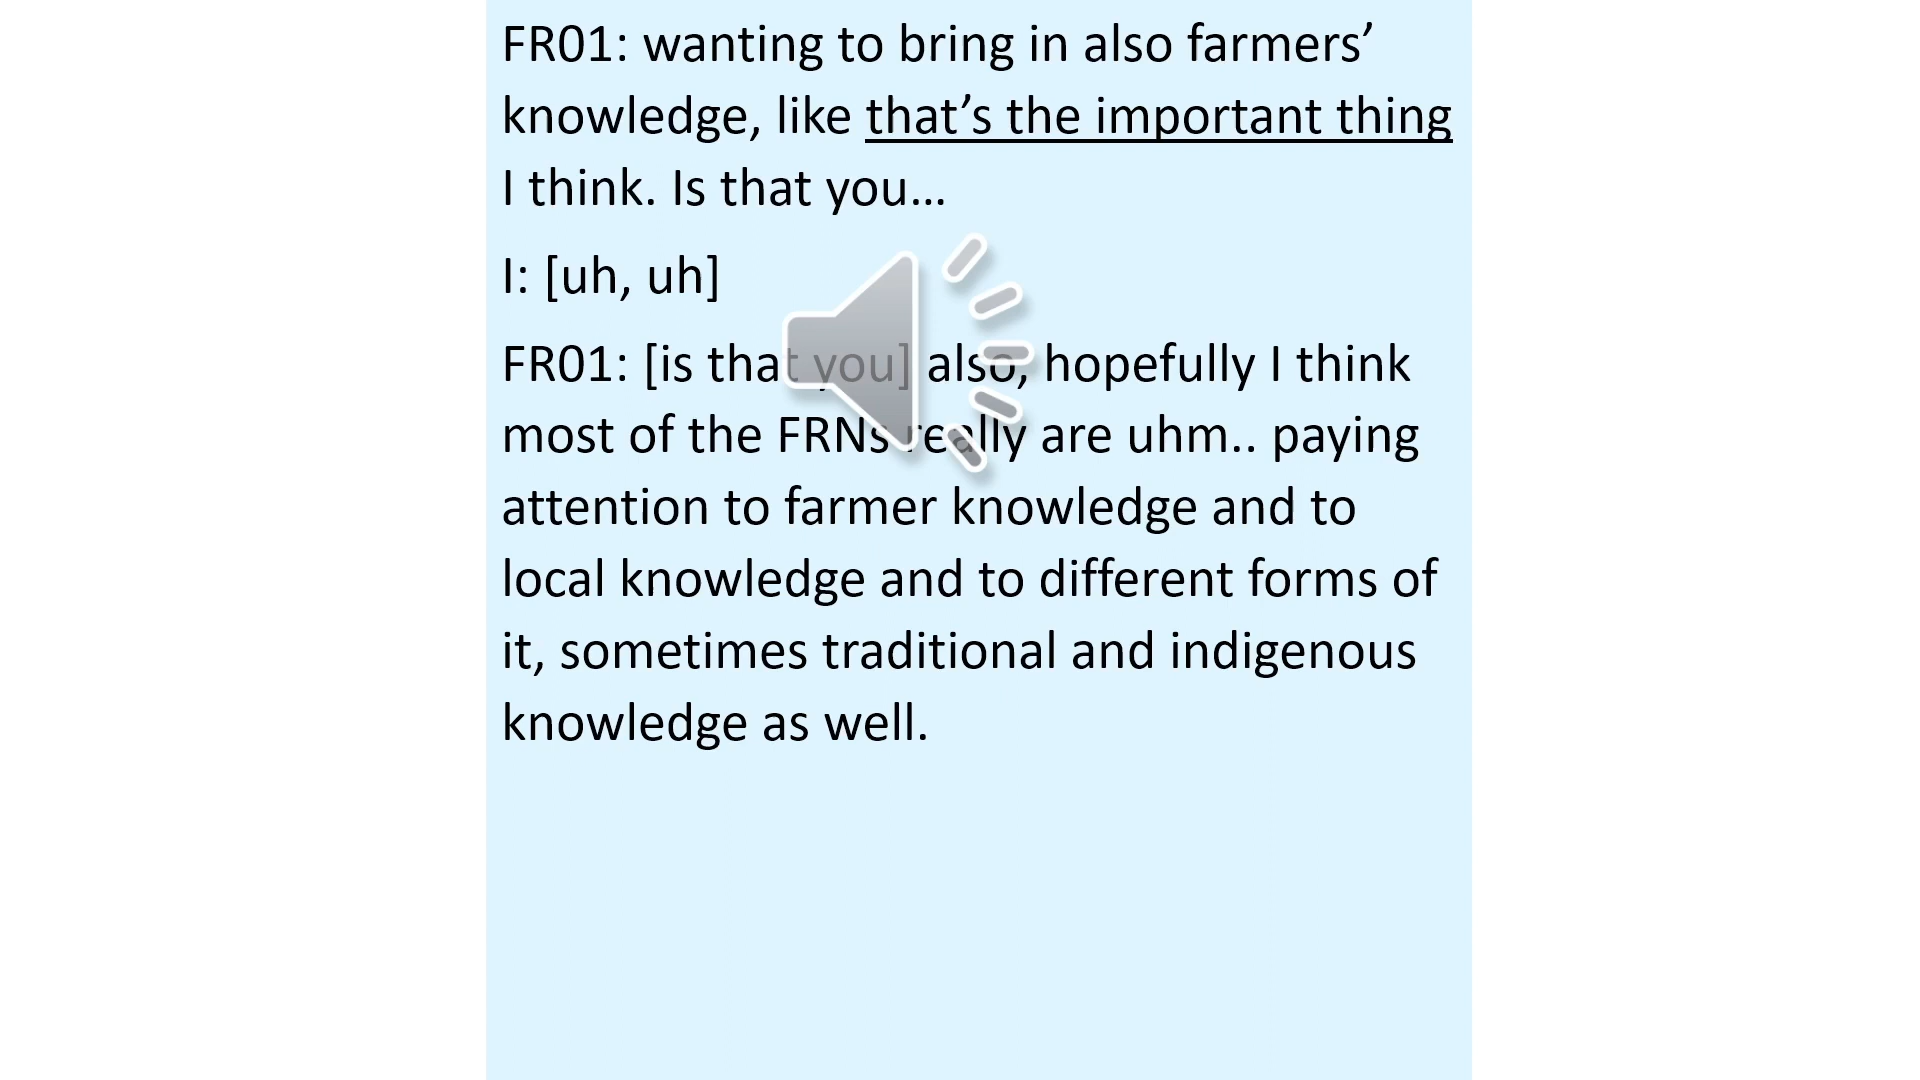 FR01: wanting to bring in also farmers’
knowledge, like that’s the important thing
I think. Is that you…
I: [uh, uh]
FR01: [is that you] also, hopefully I think
most of the FRNs really are uhm.. paying
attention to farmer knowledge and to
local knowledge and to different forms of
it, sometimes traditional and indigenous
knowledge as well.